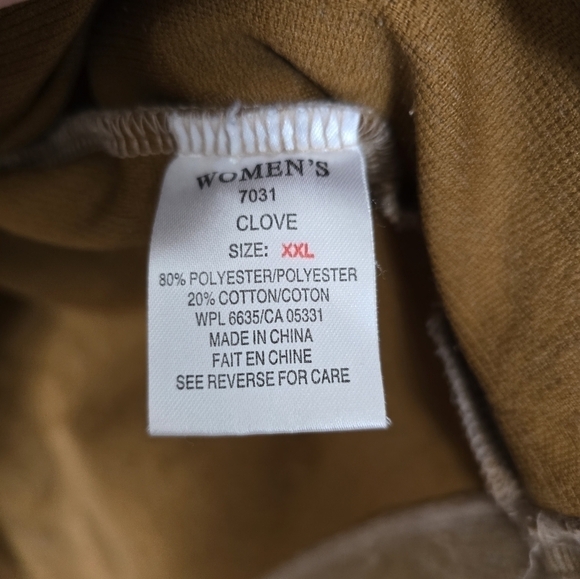 WOMEN'S
7031
CLOVE
SIZE: XXL
80% POLYESTER/POLYESTER
20% COTTON/COTON
WPL 6635/CA 05331
MADE IN CHINA
FAIT EN CHINE
SEE REVERSE FOR CARE